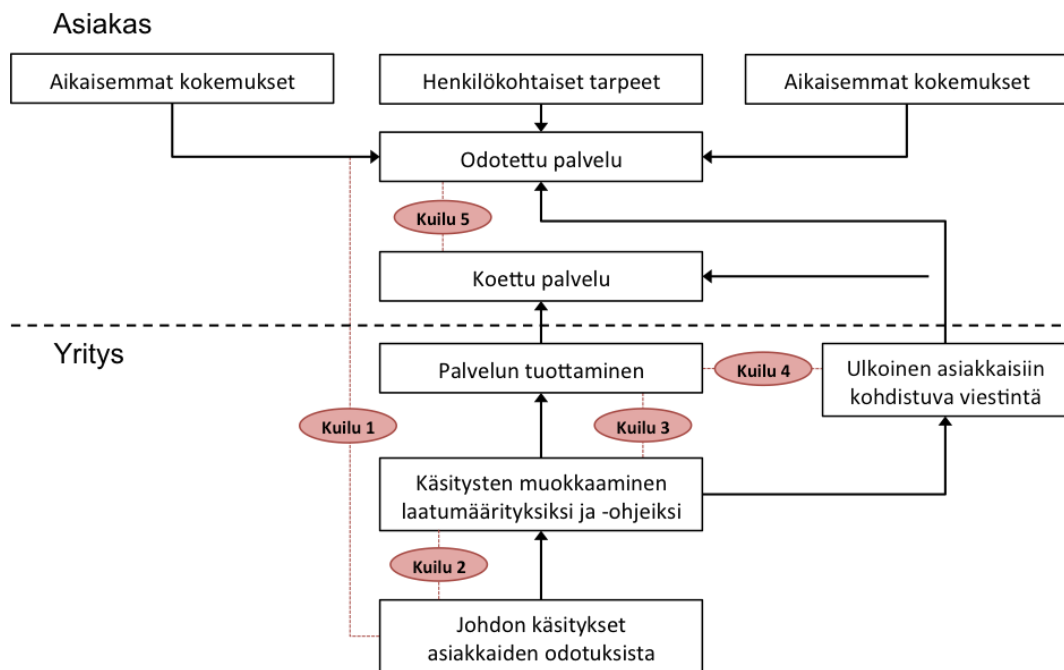 Asiakas
Aikaisemmat kokemukset
Henkilökohtaiset tarpeet
Aikaisemmat kokemukset
Odotettu palvelu
Kuilu 5
Koettu palvelu
Yritys
Palvelun tuottaminen
Kuilu 4
Ulkoinen asiakkaisiin
kohdistuva viestintä
Kuilu 1
Kuilu 3
Käsitysten muokkaaminen
laatumäärityksiksi ja -ohjeiksi
Kuilu 2
Johdon käsitykset
asiakkaiden odotuksista